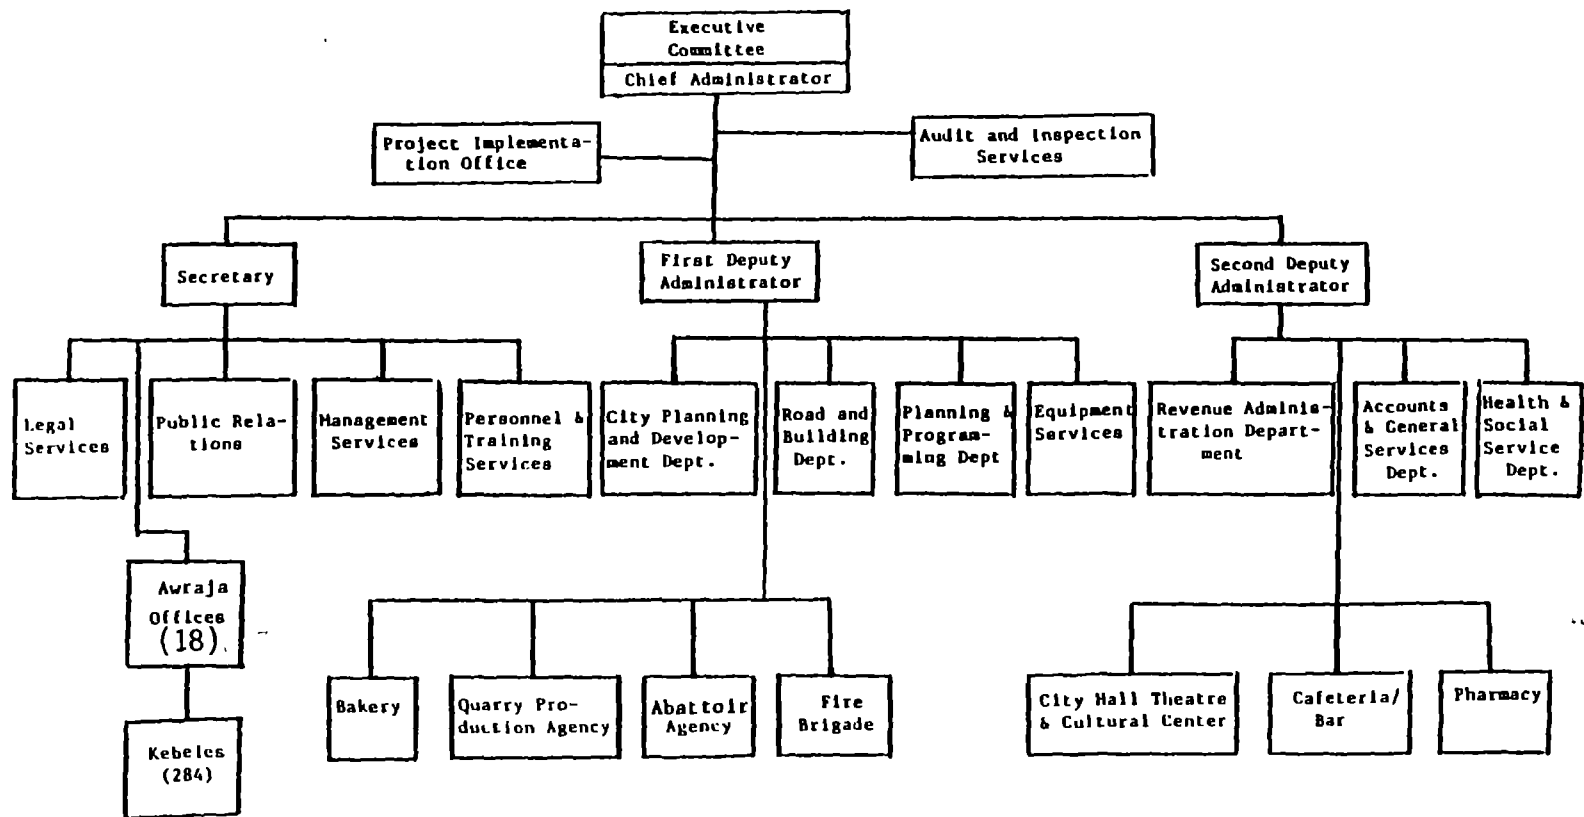 Executive
Committee
Chief Administrator
Project Implementa-
tion Office
Audit and Inspection
Services
Secretary
First Deputy
Administrator
Second Deputy
Administrator
Legal
Services
Public Rela-
tions
Management
Services
Personnel &
Training
Services
City Planning
and Develop-
ment Dept.
Road and
Building
Dept.
Planning &
Program-
ming Dept
Equipment
Services
Revenue Adminis-
tration Depart-
ment
Accounts
& General
Services
Dept.
Health &
Social
Service
Dept.
Awraja
Offices
(18)
Kebeles
(284)
Bakery
Quarry Pro-
duction Agency
Abattoir
Agency
Fire
Brigade
City Hall Theatre
& Cultural Center
Cafeteria/
Bar
Pharmacy